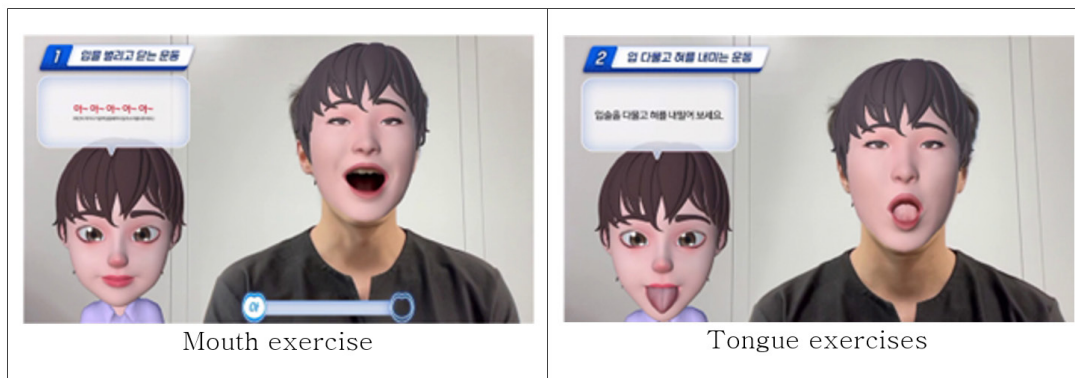 1 입을 벌리고 닫는 운동
아~ 아~ 아~ 아~ 아~
아
Mouth exercise
2 입 다물고 혀를 내미는 운동
입술을 다물고 혀를 내밀어 보세요.
Tongue exercises